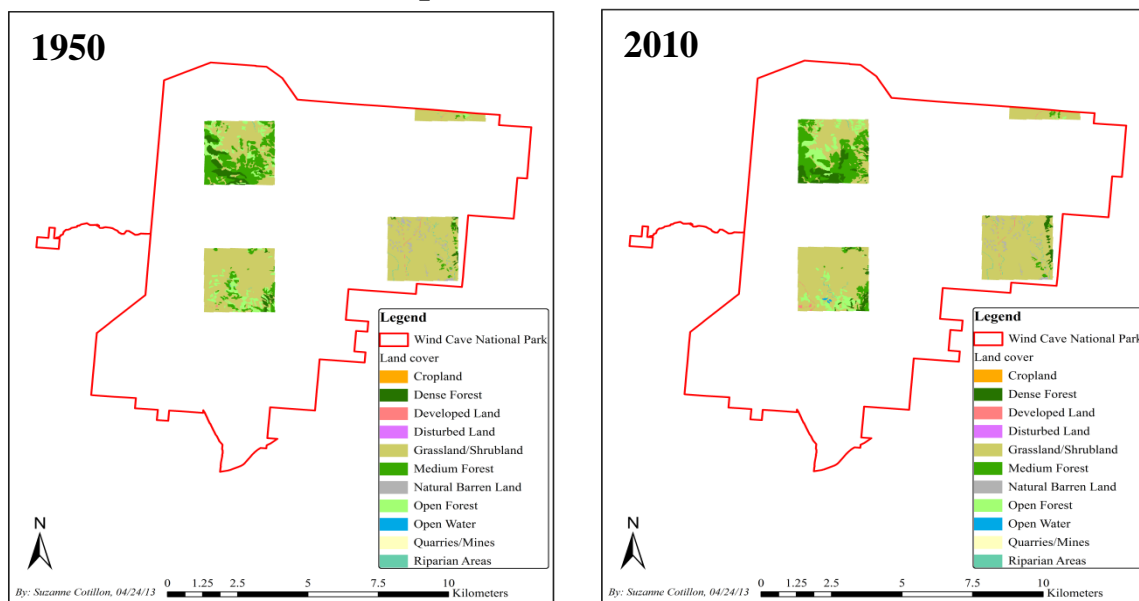 1950
Legend
Wind Cave National Park
Land cover
Cropland
Dense Forest
Developed Land
Disturbed Land
Grassland/Shrubland
Medium Forest
Natural Barren Land
Open Forest
Open Water
Quarries/Mines
Riparian Areas
N
0 1.25 2.5 5 7.5 10
Kilometers
By: Suzanne Cotillon, 04/24/13
2010
Legend
Wind Cave National Park
Land cover
Cropland
Dense Forest
Developed Land
Disturbed Land
Grassland/Shrubland
Medium Forest
Natural Barren Land
Open Forest
Open Water
Quarries/Mines
Riparian Areas
N
0 1.25 2.5 5 7.5 10
Kilometers
By: Suzanne Cotillon, 04/24/13